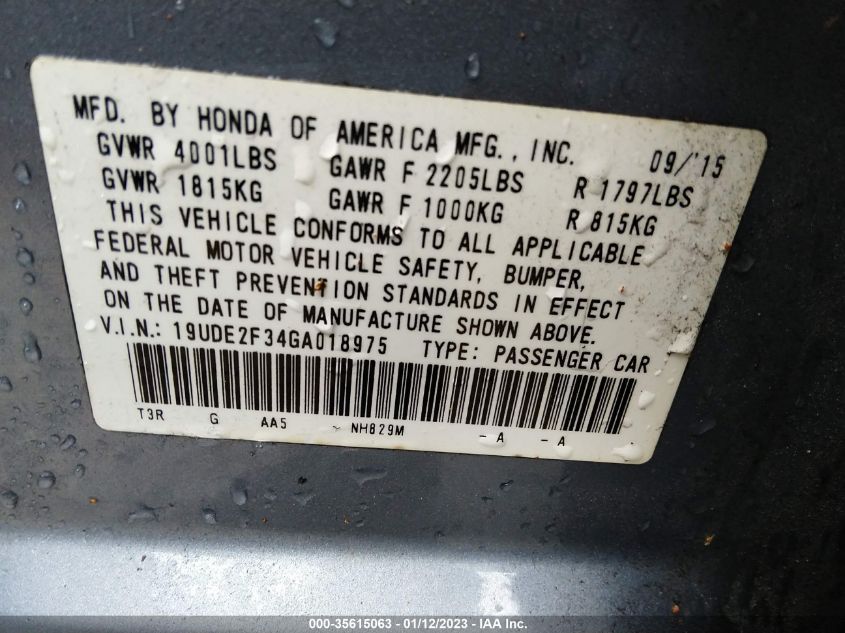 MFD. BY HONDA OF AMERICA MFG., INC. 09/'15
GVWR 4001LBS GAWR F 2205LBS R 1797LBS
GVWR 1815KG GAWR F 1000KG R 815KG
THIS VEHICLE CONFORMS TO ALL APPLICABLE
FEDERAL MOTOR VEHICLE SAFETY, BUMPER,
AND THEFT PREVENTION STANDARDS IN EFFECT
ON THE DATE OF MANUFACTURE SHOWN ABOVE.
V.I.N.: 19UDE2F34GA018975 TYPE: PASSENGER CAR
T3R G AA5 NH829M - A - A
000-35615063 - 01/12/2023 - IAA Inc.